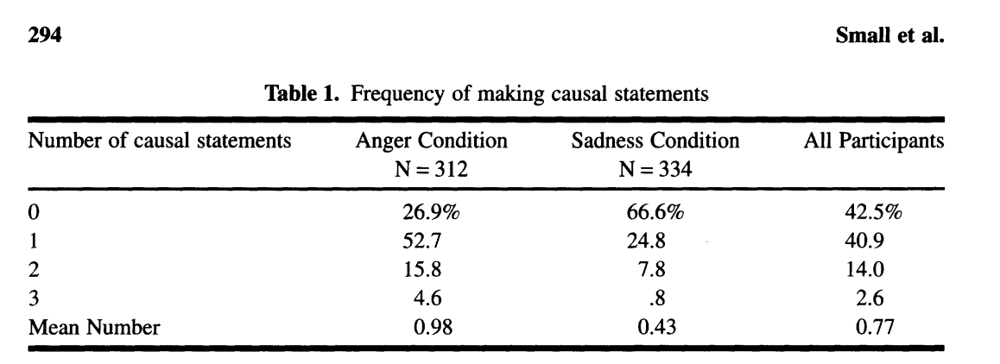 294 Small et al.
Table 1. Frequency of making causal statements
Number of causal statements Anger Condition Sadness Condition All Participants
N = 312 N = 334
0 26.9% 66.6% 42.5%
1 52.7 24.8 40.9
2 15.8 7.8 14.0
3 4.6 .8 2.6
Mean Number 0.98 0.43 0.77